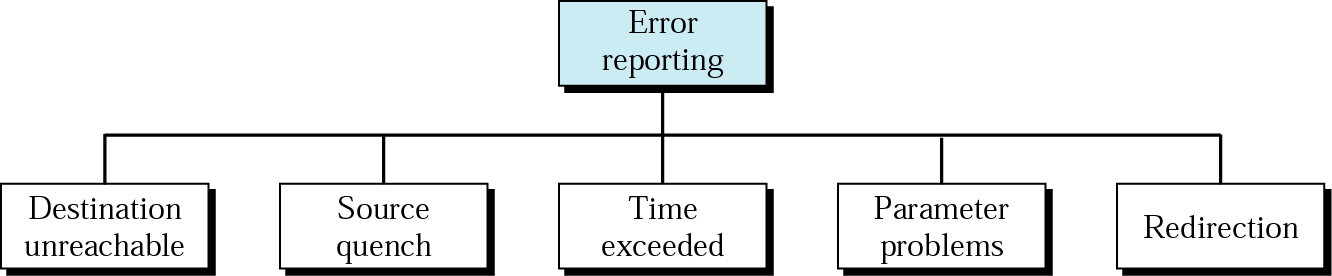 Error
reporting
Destination
unreachable
Source
quench
Time
exceeded
Parameter
problems
Redirection